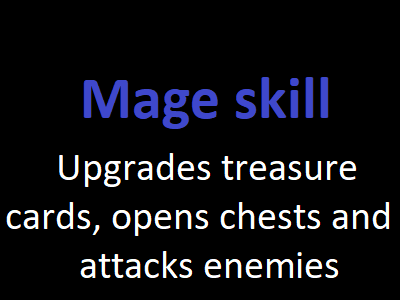 Mage skill
Upgrades treasure
cards, opens chests and
attacks enemies